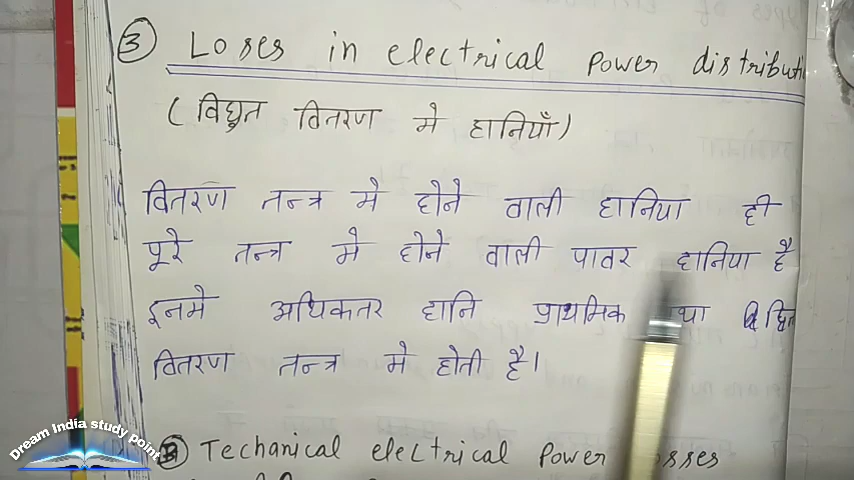 3 Loses in electrical power distributi
(विधुत वितरण मे हानियाँ)
वितरण तन्त्र मे होने वाली हानिया ही
पूरे तन्त्र मे होने वाली पावर हानिया है
इनमे अधिकतर हानि प्राथमिक
वितरण तन्त्र मे होती है।
Techanical electrical power
Dream India study point